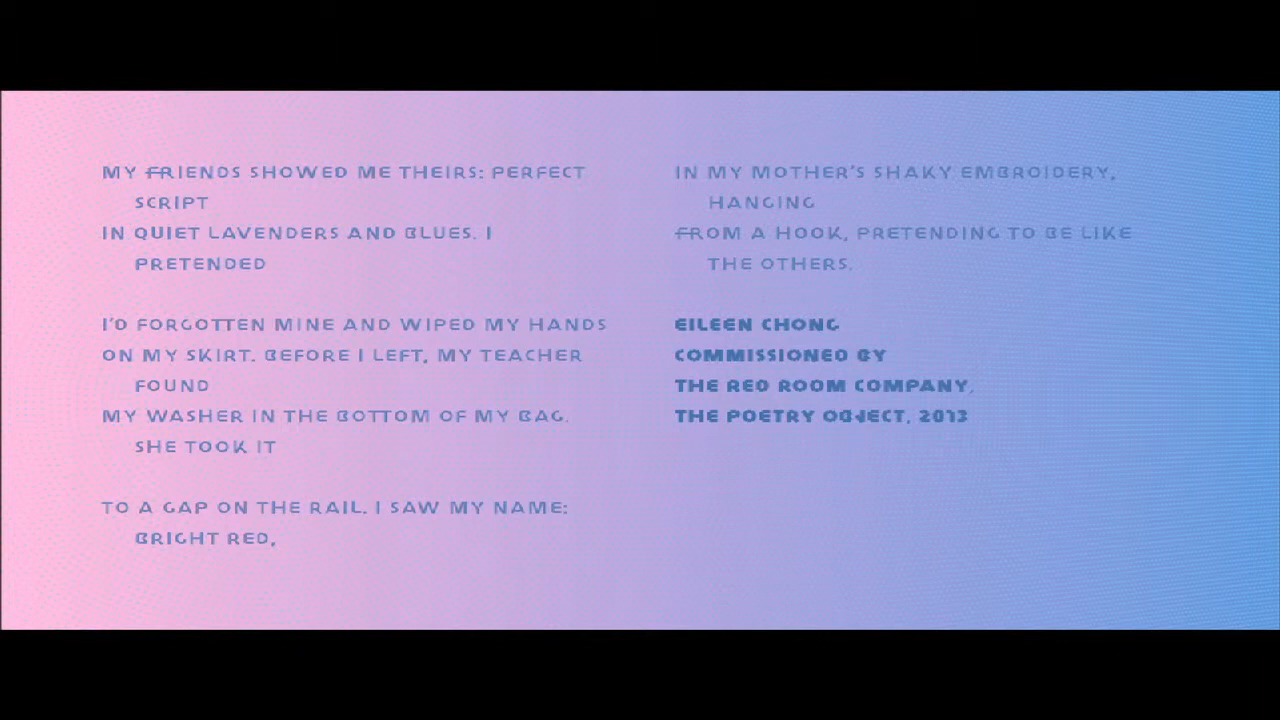 MY FRIENDS SHOWED ME THEIRS: PERFECT
SCRIPT
IN QUIET LAVENDERS AND BLUES. I
PRETENDED
I'D FORGOTTEN MINE AND WIPED MY HANDS
ON MY SKIRT. BEFORE I LEFT, MY TEACHER
FOUND
MY WASHER IN THE BOTTOM OF MY BAG.
SHE TOOK IT
TO A GAP ON THE RAIL. I SAW MY NAME:
BRIGHT RED,
IN MY MOTHER'S SHAKY EMBROIDERY,
HANGING
FROM A HOOK, PRETENDING TO BE LIKE
THE OTHERS.
EILEEN CHONG
COMMISSIONED BY
THE RED ROOM COMPANY,
THE POETRY OBJECT, 2013